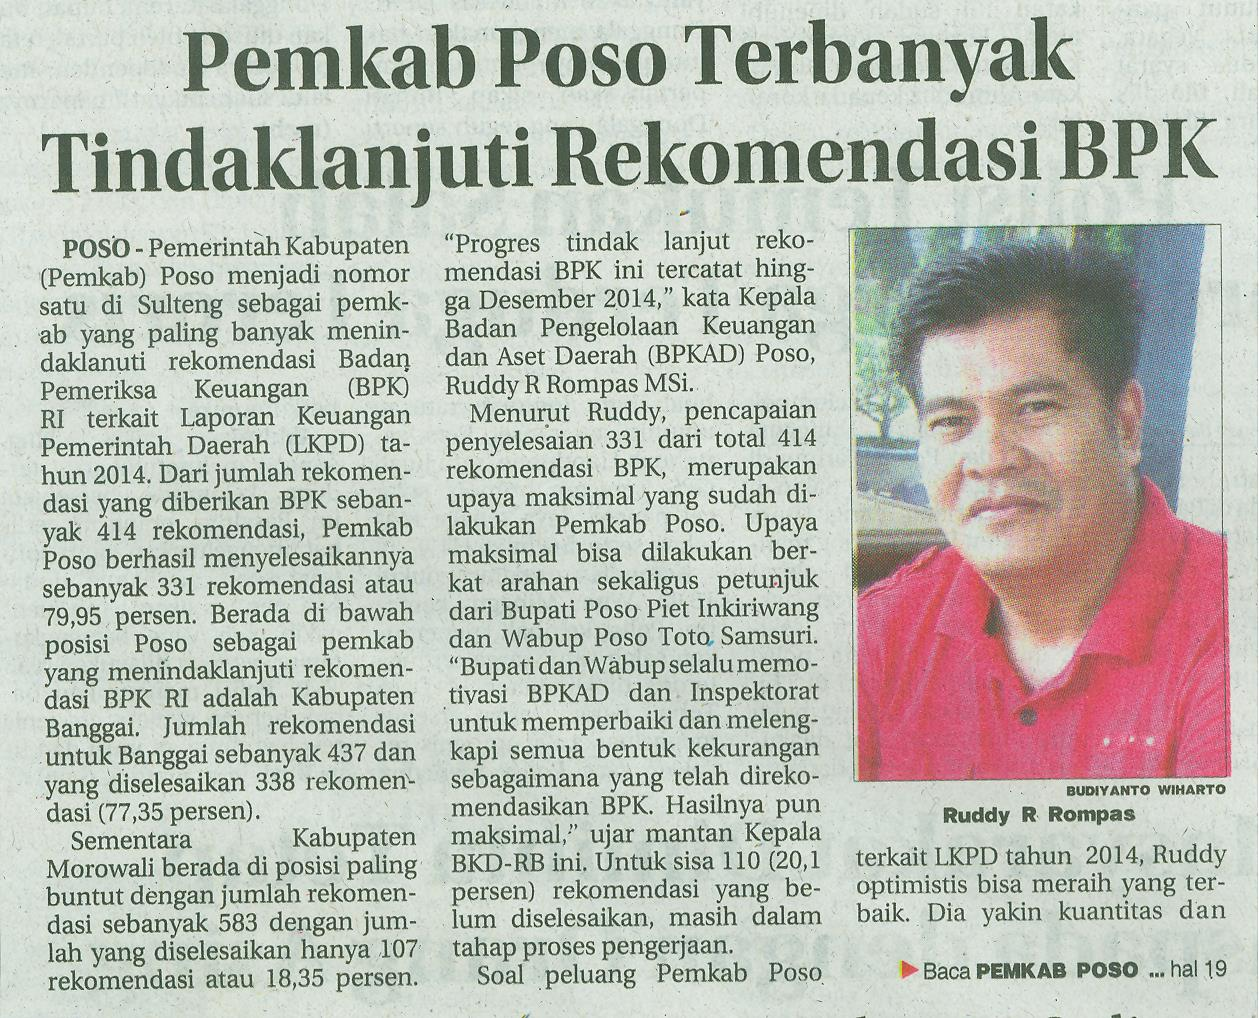 Pemkab Poso Terbanyak
Tindaklanjuti Rekomendasi BPK
POSO - Pemerintah Kabupaten
(Pemkab) Poso menjadi nomor
satu di Sulteng sebagai pemk-
ab yang paling banyak menin-
daklanuti rekomendasi Badan
Pemeriksa Keuangan (BPK)
RI terkait Laporan Keuangan
Pemerintah Daerah (LKPD) ta-
hun 2014. Dari jumlah rekomen-
dasi yang diberikan BPK seban-
yak 414 rekomendasi, Pemkab
Poso berhasil menyelesaikannya
sebanyak 331 rekomendasi atau
79,95 persen. Berada di bawah
posisi Poso sebagai pemkab
yang menindaklanjuti rekomen-
dasi BPK RI adalah Kabupaten
Banggai. Jumlah rekomendasi
untuk Banggai sebanyak 437 dan
yang diselesaikan 338 rekomen-
dasi (77,35 persen).
Sementara Kabupaten
Morowali berada di posisi paling
buntut dengan jumlah rekomen-
dasi sebanyak 583 dengan jum-
lah yang diselesaikan hanya 107
rekomendasi atau 18,35 persen.
“Progres tindak lanjut reko-
mendasi BPK ini tercatat hing-
ga Desember 2014,” kata Kepala
Badan Pengelolaan Keuangan
dan Aset Daerah (BPKAD) Poso,
Ruddy R Rompas MSi.
Menurut Ruddy, pencapaian
penyelesaian 331 dari total 414
rekomendasi BPK, merupakan
upaya maksimal yang sudah di-
lakukan Pemkab Poso. Upaya
maksimal bisa dilakukan ber-
kat arahan sekaligus petunjuk
dari Bupati Poso Piet Inkiriwang
dan Wabup Poso Toto Samsuri.
“Bupati dan Wabup selalu memo-
tivasi BPKAD dan Inspektorat
untuk memperbaiki dan meleng-
kapi semua bentuk kekurangan
sebagaimana yang telah direko-
mendasikan BPK. Hasilnya pun
maksimal,” ujar mantan Kepala
BKD-RB ini. Untuk sisa 110 (20,1
persen) rekomendasi yang be-
lum diselesaikan, masih dalam
tahap proses pengerjaan.
Soal peluang Pemkab Poso
BUDIYANTO WIHARTO
Ruddy R Rompas
terkait LKPD tahun 2014, Ruddy
optimistis bisa meraih yang ter-
baik. Dia yakin kuantitas dan
Baca PEMKAB POSO ... hal 19